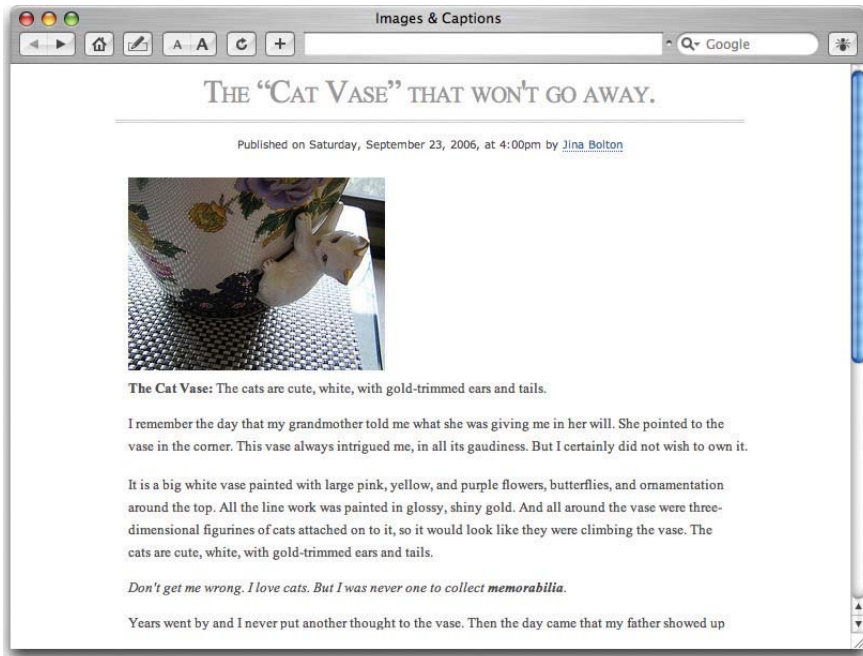 Images & Captions
A A
Google
THE “CAT VASE” THAT WON'T GO AWAY.
Published on Saturday, September 23, 2006, at 4:00pm by Jina Bolton
The Cat Vase: The cats are cute, white, with gold-trimmed ears and tails.
I remember the day that my grandmother told me what she was giving me in her will. She pointed to the
vase in the corner. This vase always intrigued me, in all its gaudiness. But I certainly did not wish to own it.
It is a big white vase painted with large pink, yellow, and purple flowers, butterflies, and ornamentation
around the top. All the line work was painted in glossy, shiny gold. And all around the vase were three-
dimensional figurines of cats attached on to it, so it would look like they were climbing the vase. The
cats are cute, white, with gold-trimmed ears and tails.
Don't get me wrong. I love cats. But I was never one to collect memorabilia.
Years went by and I never put another thought to the vase. Then the day came that my father showed up